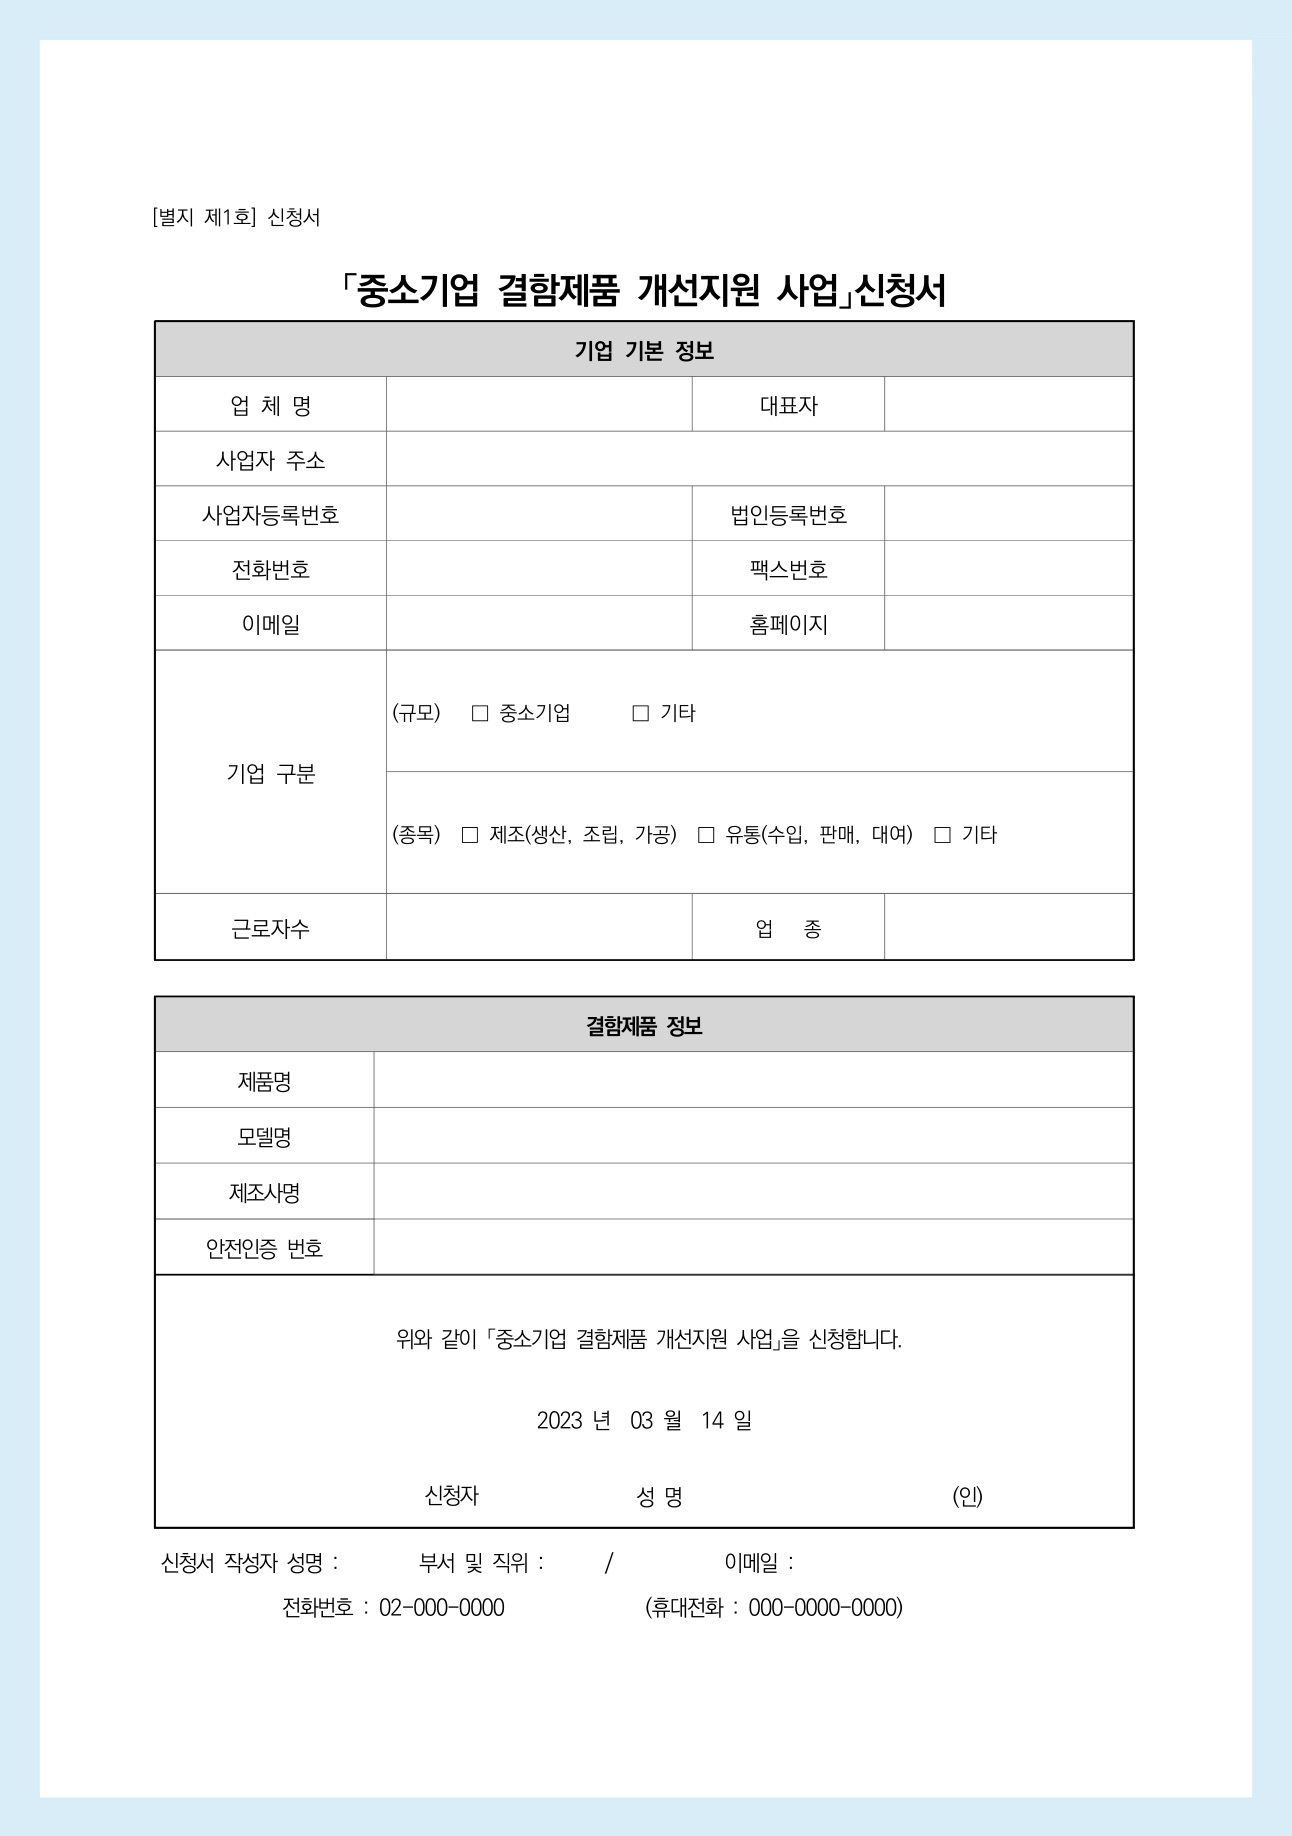 [별지 제1호] 신청서
「중소기업 결함제품 개선지원 사업」신청서
기업 기본 정보
업 체 명 대표자
사업자 주소
사업자등록번호 법인등록번호
전화번호 팩스번호
이메일 홈페이지
기업 구분
(규모) □ 중소기업 □ 기타
(종목) □ 제조(생산, 조립, 가공) □ 유통(수입, 판매, 대여) □ 기타
근로자수 업 종
결함제품 정보
제품명
모델명
제조사명
안전인증 번호
위와 같이 「중소기업 결함제품 개선지원 사업」을 신청합니다.
2023 년 03 월 14 일
신청자 성 명 (인)
신청서 작성자 성명 : 부서 및 직위 : / 이메일 :
전화번호 : 02-000-0000 (휴대전화 : 000-0000-0000)